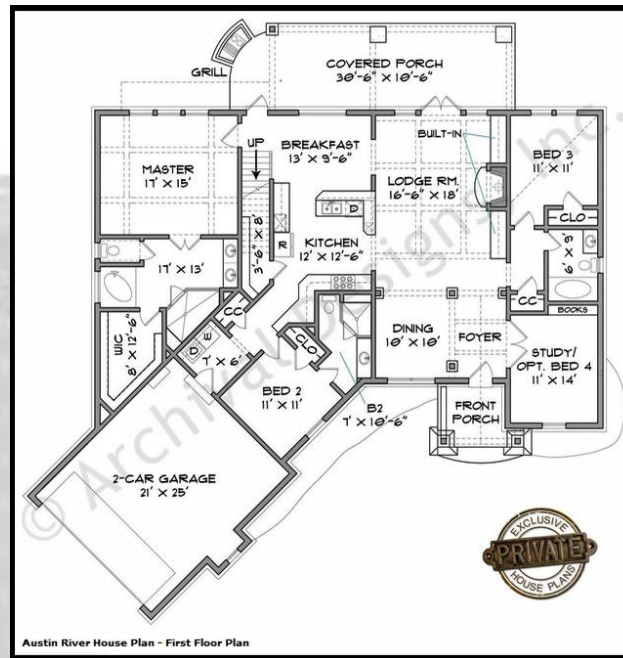 GRILL
COVERED PORCH
30'-6" X 10'-6"
MASTER
17' X 15'
UP
BREAKFAST
13' X 9'-6"
BUILT-IN
LODGE RM.
16'-6" X 18'
BED 3
11' X 11'
CLO
D
R
KITCHEN
12' X 12'-6"
3'-6" X 8'
17' X 13'
6' X 9'
CC
BOOKS
WIC
8' X 12'-6"
CC
W
D
7' X 6'
CLO
DINING
10' X 10'
FOYER
STUDY/
OPT. BED 4
11' X 14'
BED 2
11' X 11'
B2
7' X 10'-6"
FRONT
PORCH
2-CAR GARAGE
21' X 25'
© Archival Designs, Inc.
EXCLUSIVE
PRIVATE
HOUSE PLANS
Austin River House Plan - First Floor Plan